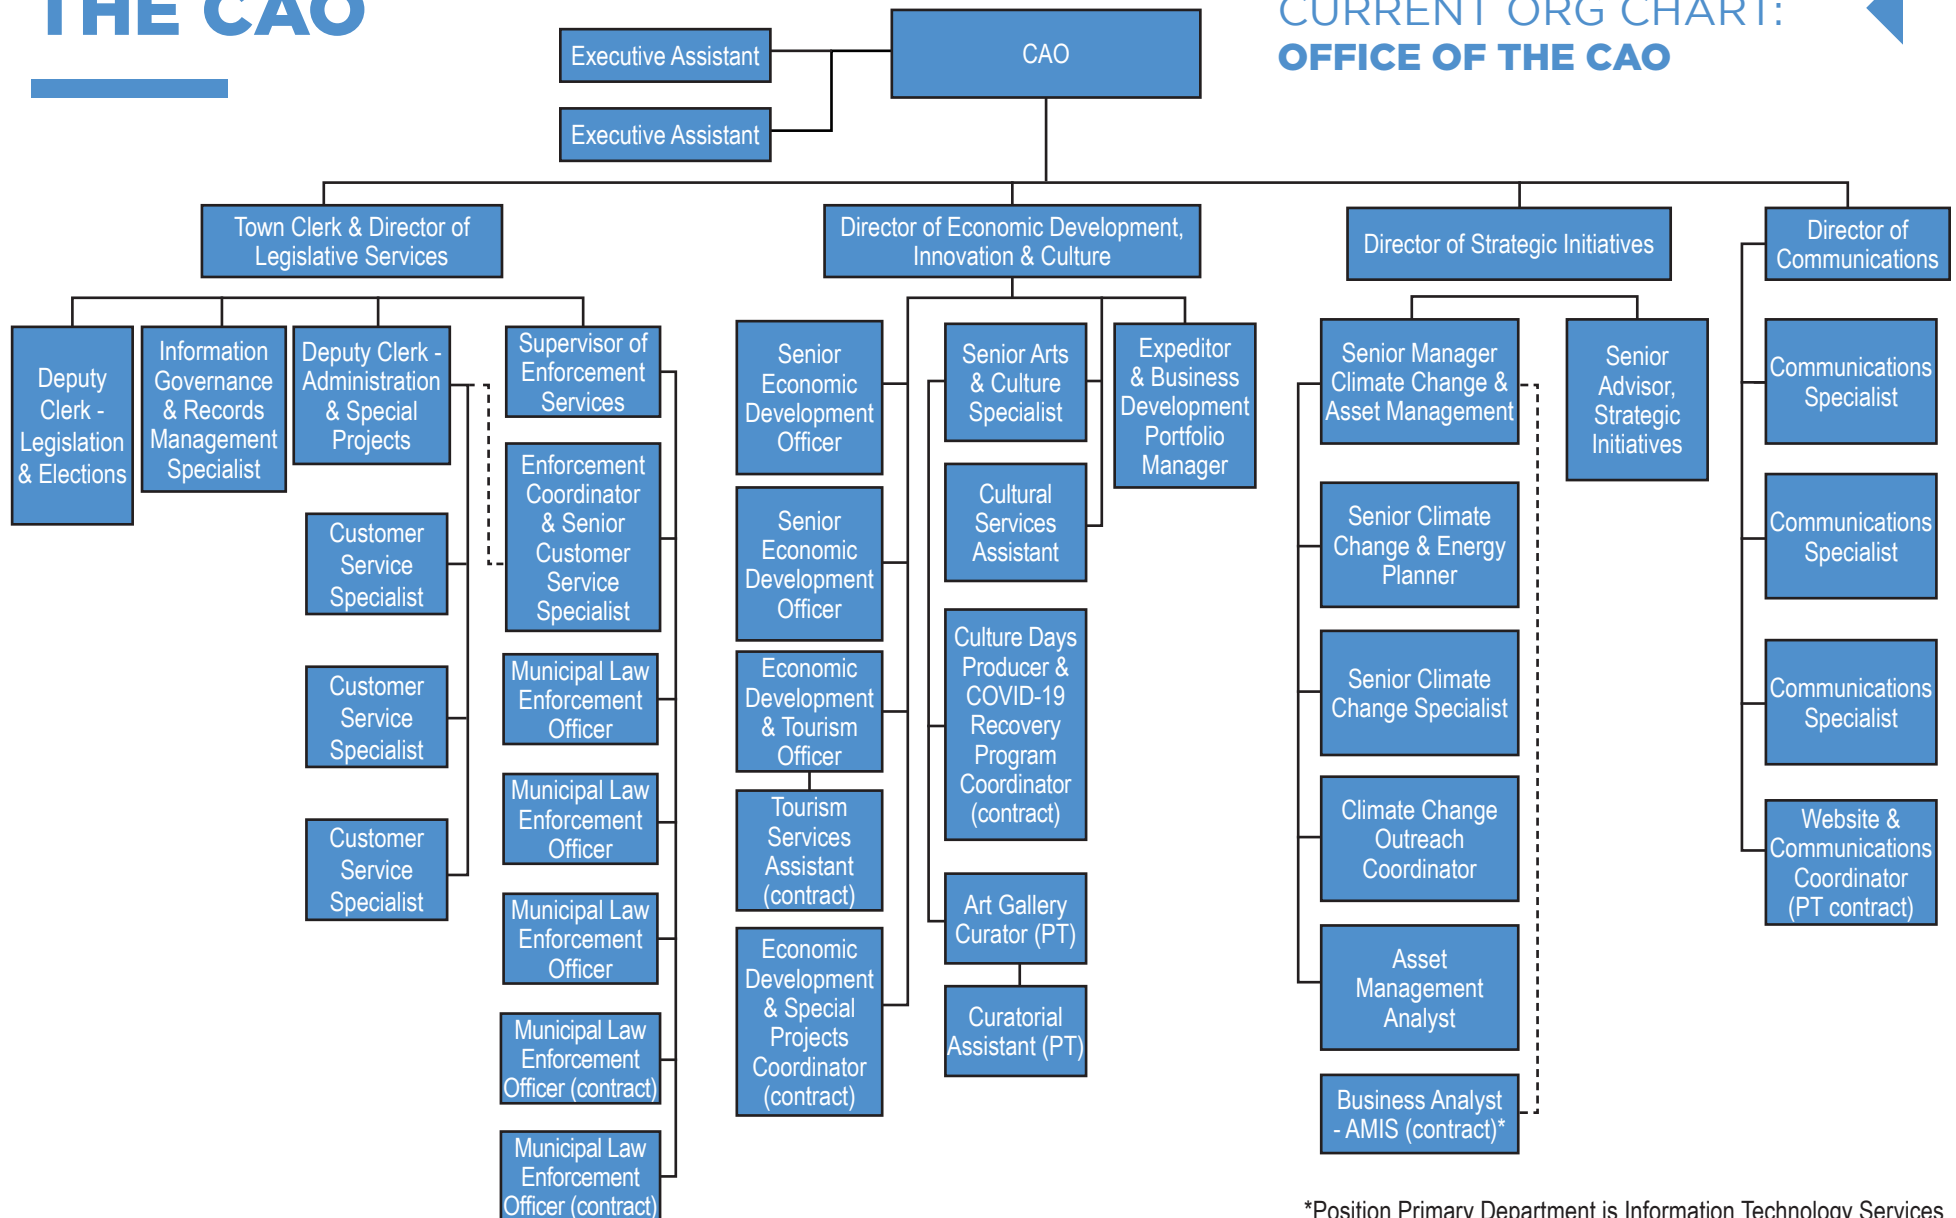 THE CAO
CURRENT ORG CHART:
OFFICE OF THE CAO
Executive Assistant
CAO
Executive Assistant
Town Clerk & Director of
Legislative Services
Director of Economic Development,
Innovation & Culture
Director of Strategic Initiatives
Director of
Communications
Deputy
Clerk -
Legislation
& Elections
Information
Governance
& Records
Management
Specialist
Deputy Clerk -
Administration
& Special
Projects
Customer
Service
Specialist
Customer
Service
Specialist
Customer
Service
Specialist
Supervisor of
Enforcement
Services
Enforcement
Coordinator
& Senior
Customer
Service
Specialist
Municipal Law
Enforcement
Officer
Municipal Law
Enforcement
Officer
Municipal Law
Enforcement
Officer
Municipal Law
Enforcement
Officer (contract)
Municipal Law
Enforcement
Officer (contract)
Senior
Economic
Development
Officer
Senior
Economic
Development
Officer
Economic
Development
& Tourism
Officer
Tourism
Services
Assistant
(contract)
Economic
Development
& Special
Projects
Coordinator
(contract)
Senior Arts
& Culture
Specialist
Cultural
Services
Assistant
Culture Days
Producer &
COVID-19
Recovery
Program
Coordinator
(contract)
Art Gallery
Curator (PT)
Curatorial
Assistant (PT)
Expeditor
& Business
Development
Portfolio
Manager
Senior Manager
Climate Change &
Asset Management
Senior Climate
Change & Energy
Planner
Senior Climate
Change Specialist
Climate Change
Outreach
Coordinator
Asset
Management
Analyst
Business Analyst
- AMIS (contract)*
Senior
Advisor,
Strategic
Initiatives
Communications
Specialist
Communications
Specialist
Communications
Specialist
Website &
Communications
Coordinator
(PT contract)
*Position Primary Department is Information Technology Services